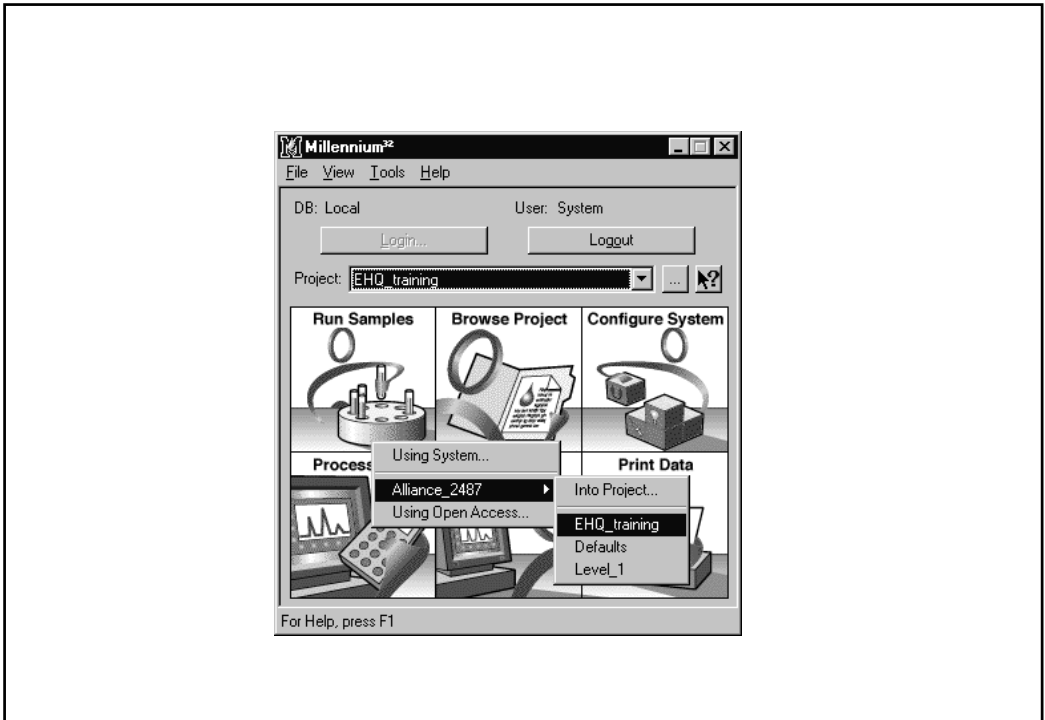 Millennium³²
File View Tools Help
DB: Local User: System
Login... Logout
Project: EHQ_training ... ?
Run Samples Browse Project Configure System
Process
Print Data
Using System...
Alliance_2487
Using Open Access...
Into Project...
EHQ_training
Defaults
Level_1
For Help, press F1